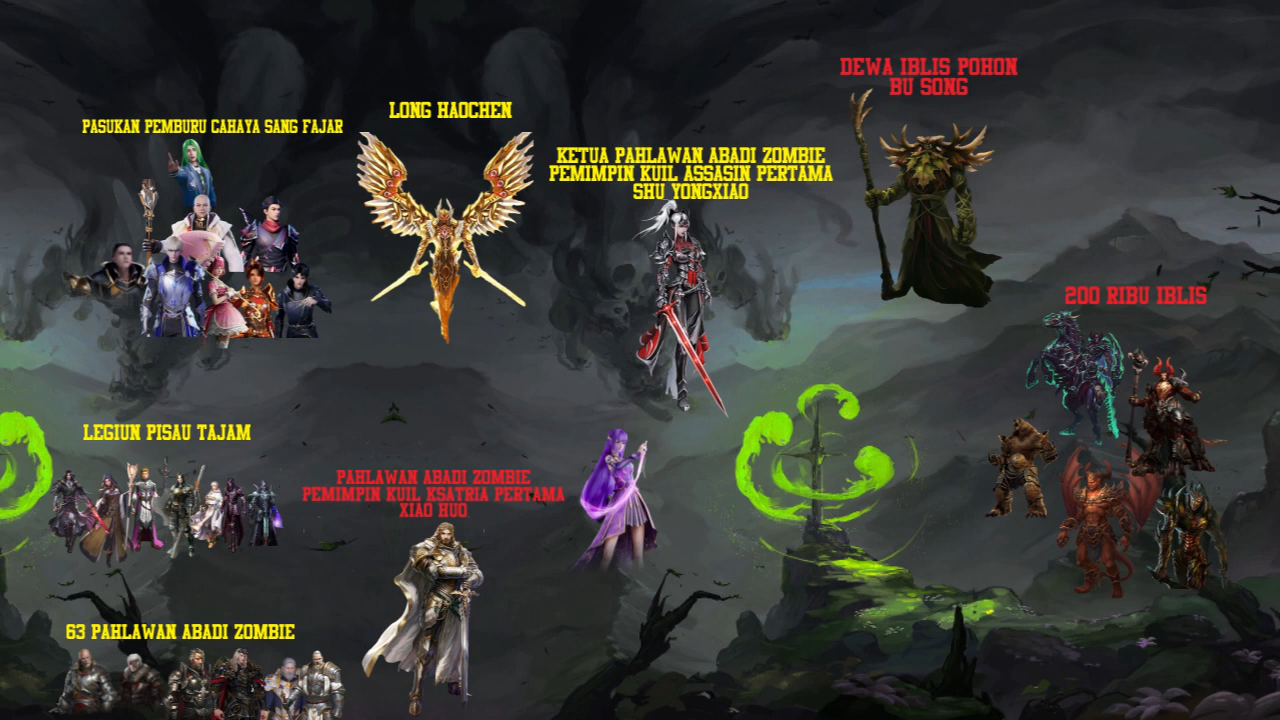 DEWA IBLIS POHON
BU SONG
LONG HAOCHEN
PASUKAN PEMBURU CAHAYA SANG FAJAR
KETUA PAHLAWAN ABADI ZOMBIE
PEMIMPIN KUIL ASSASIN PERTAMA
SHU YONGXIAO
200 RIBU IBLIS
LEGIUN PISAU TAJAM
PAHLAWAN ABADI ZOMBIE
PEMIMPIN KUIL KSATRIA PERTAMA
XIAO HUO
63 PAHLAWAN ABADI ZOMBIE